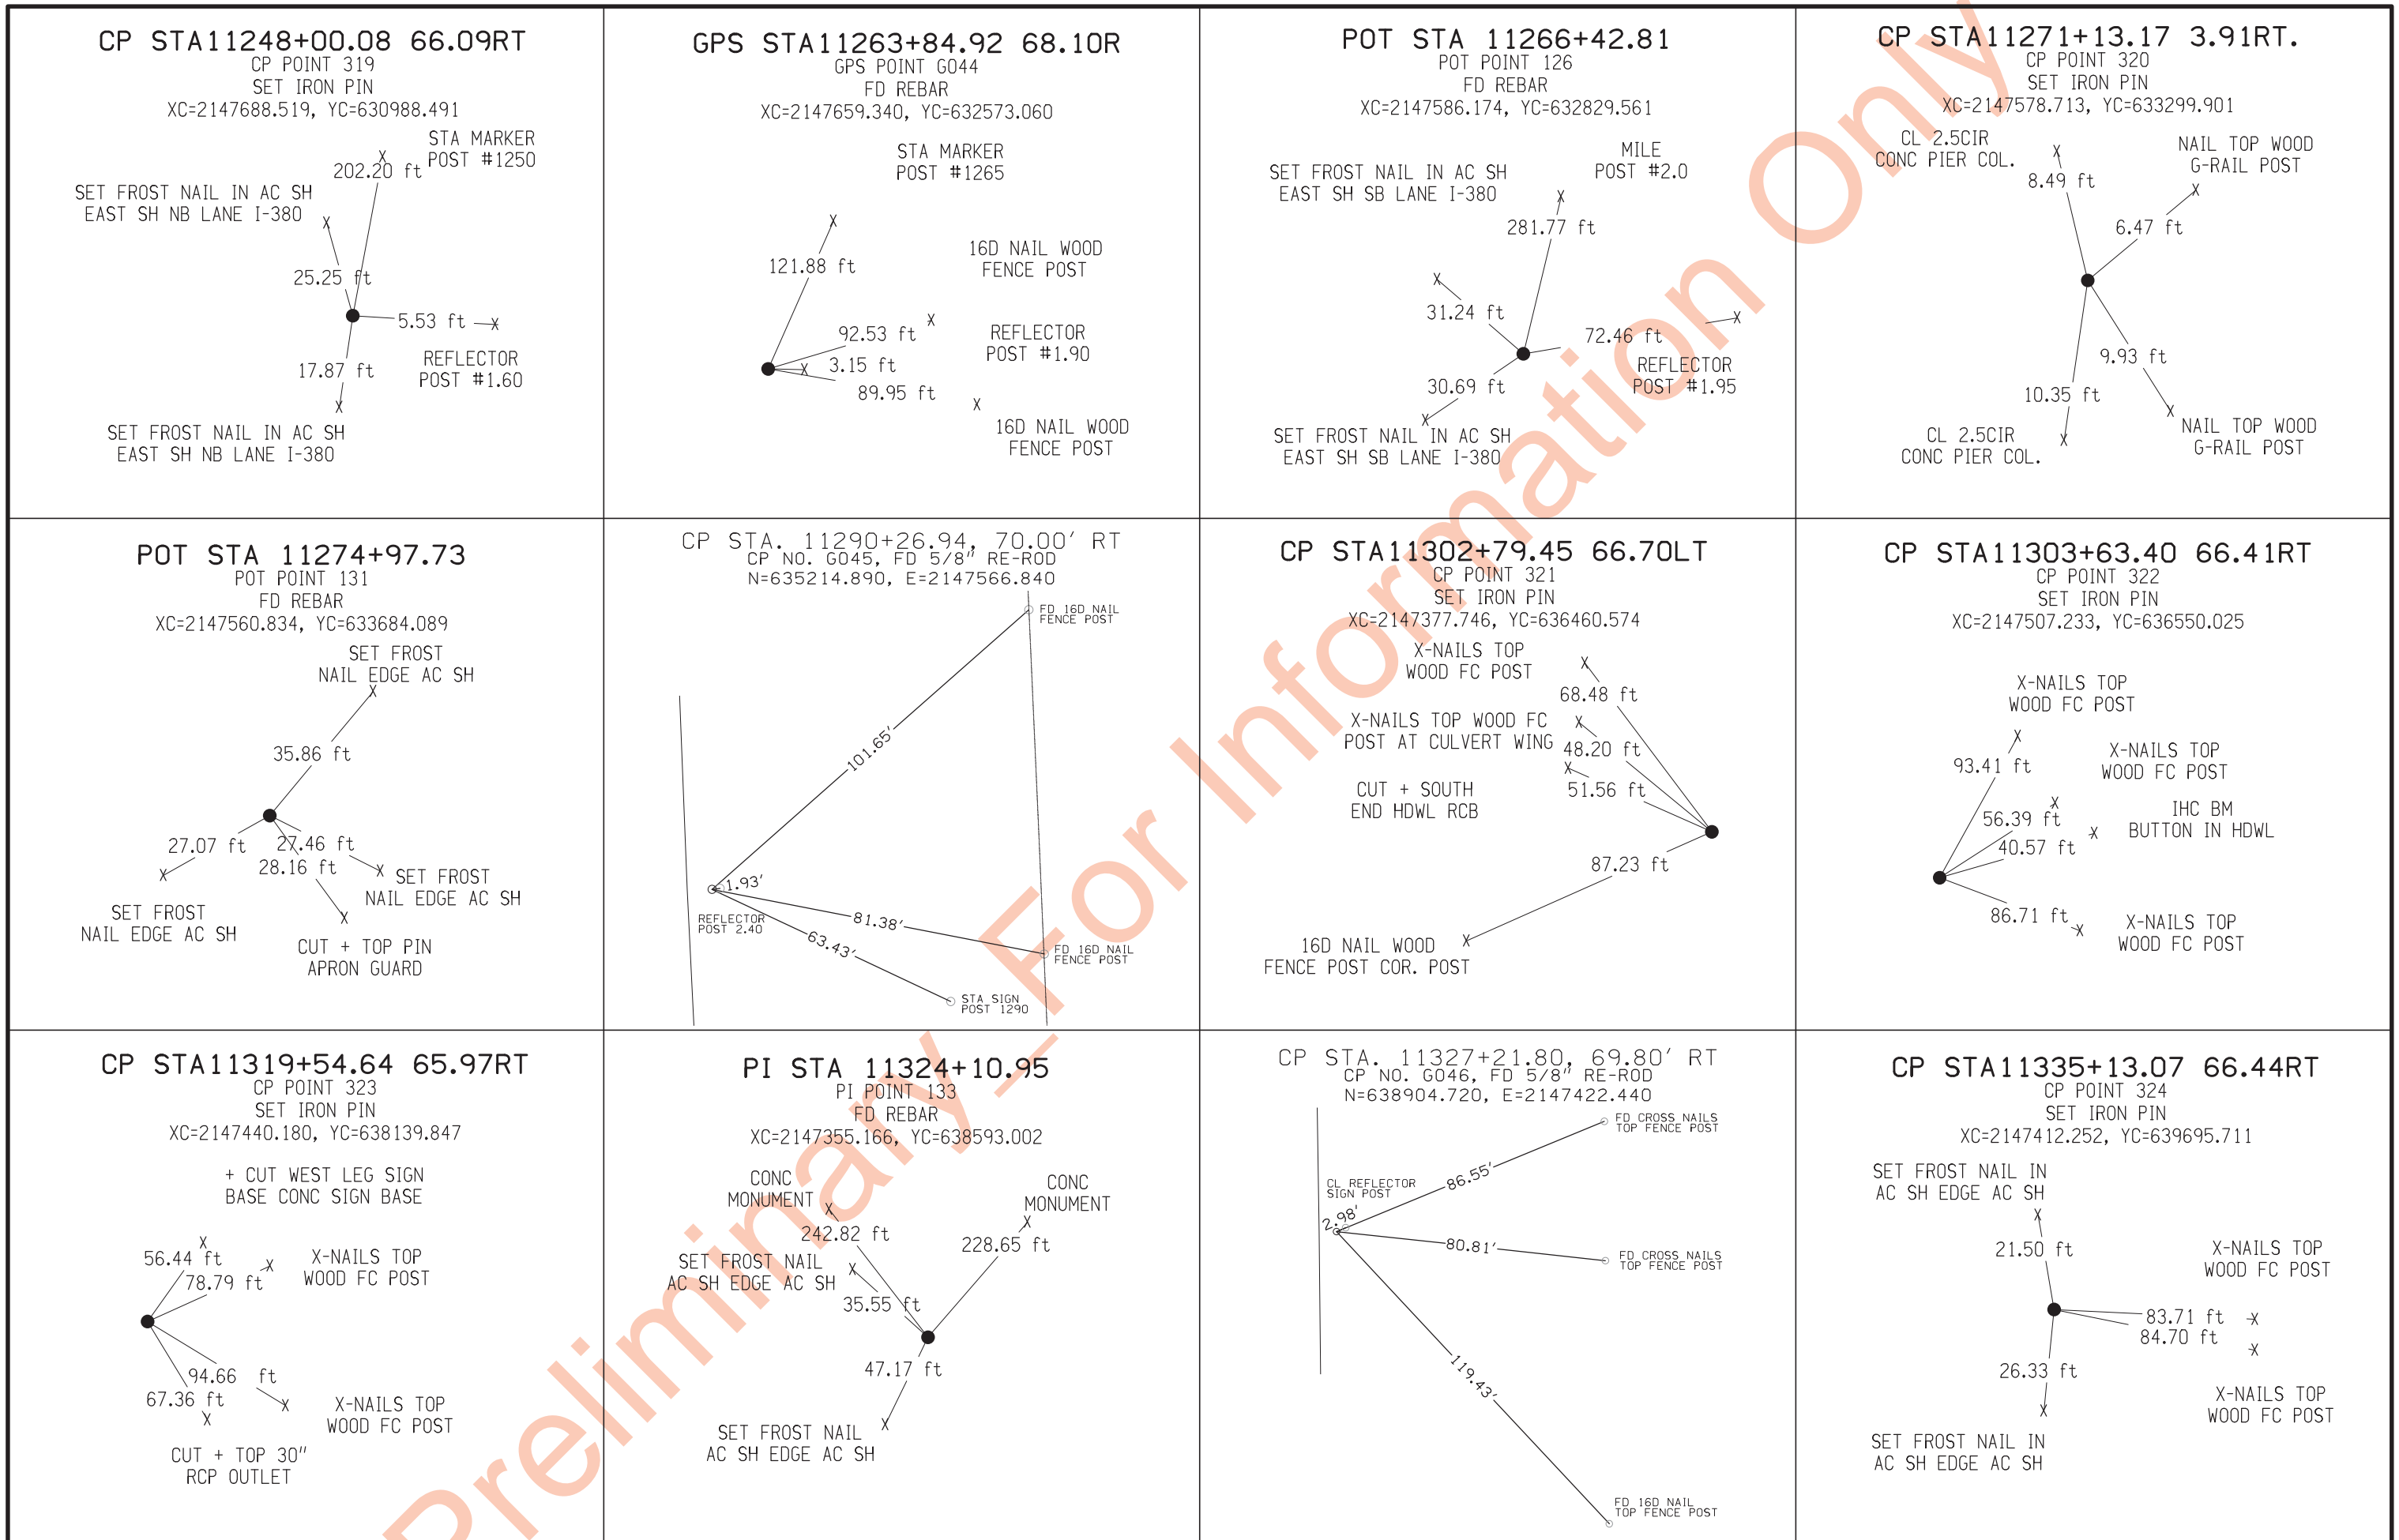 CP STA11248+00.08 66.09RT
CP POINT 319
SET IRON PIN
XC=2147688.519, YC=630988.491
STA MARKER
POST #1250
202.20 ft
SET FROST NAIL IN AC SH
EAST SH NB LANE I-380
25.25 ft
5.53 ft
REFLECTOR
POST #1.60
17.87 ft
SET FROST NAIL IN AC SH
EAST SH NB LANE I-380
GPS STA11263+84.92 68.10R
GPS POINT G044
FD REBAR
XC=2147659.340, YC=632573.060
STA MARKER
POST #1265
121.88 ft
16D NAIL WOOD
FENCE POST
92.53 ft
REFLECTOR
POST #1.90
3.15 ft
89.95 ft
16D NAIL WOOD
FENCE POST
POT STA 11266+42.81
POT POINT 126
FD REBAR
XC=2147586.174, YC=632829.561
MILE
POST #2.0
SET FROST NAIL IN AC SH
EAST SH SB LANE I-380
281.77 ft
31.24 ft
72.46 ft
REFLECTOR
POST #1.95
30.69 ft
SET FROST NAIL IN AC SH
EAST SH SB LANE I-380
CP STA11271+13.17 3.91RT.
CP POINT 320
SET IRON PIN
XC=2147578.713, YC=633299.901
CL 2.5CIR
CONC PIER COL.
8.49 ft
NAIL TOP WOOD
G-RAIL POST
6.47 ft
9.93 ft
10.35 ft
CL 2.5CIR
CONC PIER COL.
NAIL TOP WOOD
G-RAIL POST
POT STA 11274+97.73
POT POINT 131
FD REBAR
XC=2147560.834, YC=633684.089
SET FROST
NAIL EDGE AC SH
35.86 ft
27.07 ft
27.46 ft
28.16 ft
SET FROST
NAIL EDGE AC SH
SET FROST
NAIL EDGE AC SH
CUT + TOP PIN
APRON GUARD
CP STA. 11290+26.94, 70.00' RT
CP NO. G045, FD 5/8" RE-ROD
N=635214.890, E=2147566.840
FD 16D NAIL
FENCE POST
101.65'
1.93'
REFLECTOR
POST 2.40
81.38'
63.43'
FD 16D NAIL
FENCE POST
STA SIGN
POST 1290
CP STA11302+79.45 66.70LT
CP POINT 321
SET IRON PIN
XC=2147377.746, YC=636460.574
X-NAILS TOP
WOOD FC POST
68.48 ft
X-NAILS TOP WOOD FC
POST AT CULVERT WING
48.20 ft
CUT + SOUTH
END HDWL RCB
51.56 ft
87.23 ft
16D NAIL WOOD
FENCE POST COR. POST
CP STA11303+63.40 66.41RT
CP POINT 322
SET IRON PIN
XC=2147507.233, YC=636550.025
X-NAILS TOP
WOOD FC POST
93.41 ft
X-NAILS TOP
WOOD FC POST
56.39 ft
IHC BM
BUTTON IN HDWL
40.57 ft
86.71 ft
X-NAILS TOP
WOOD FC POST
CP STA11319+54.64 65.97RT
CP POINT 323
SET IRON PIN
XC=2147440.180, YC=638139.847
+ CUT WEST LEG SIGN
BASE CONC SIGN BASE
56.44 ft
78.79 ft
X-NAILS TOP
WOOD FC POST
94.66 ft
67.36 ft
X-NAILS TOP
WOOD FC POST
CUT + TOP 30"
RCP OUTLET
PI STA 11324+10.95
PI POINT 133
FD REBAR
XC=2147355.166, YC=638593.002
CONC
MONUMENT
242.82 ft
CONC
MONUMENT
228.65 ft
SET FROST NAIL
AC SH EDGE AC SH
35.55 ft
47.17 ft
SET FROST NAIL
AC SH EDGE AC SH
CP STA. 11327+21.80, 69.80' RT
CP NO. G046, FD 5/8" RE-ROD
N=638904.720, E=2147422.440
FD CROSS NAILS
TOP FENCE POST
86.55'
CL REFLECTOR
SIGN POST
2.98'
80.81'
FD CROSS NAILS
TOP FENCE POST
119.43'
FD 16D NAIL
TOP FENCE POST
CP STA11335+13.07 66.44RT
CP POINT 324
SET IRON PIN
XC=2147412.252, YC=639695.711
SET FROST NAIL IN
AC SH EDGE AC SH
21.50 ft
X-NAILS TOP
WOOD FC POST
83.71 ft
84.70 ft
26.33 ft
X-NAILS TOP
WOOD FC POST
SET FROST NAIL IN
AC SH EDGE AC SH
Preliminary_For Information Only